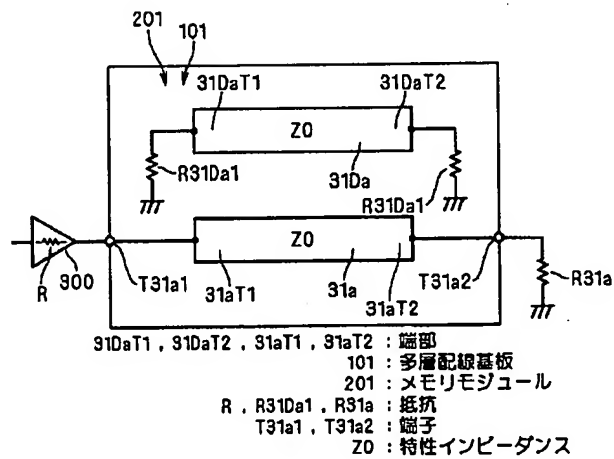 201 101
31DaT1 31DaT2
Z0
R31Da1 31Da R31Da1
Z0
R 300 T31a1 31aT1 31a 31aT2 T31a2 R31a
31DaT1 , 31DaT2 , 31aT1 , 31aT2 : 端部
101 : 多層配線基板
201 : メモリモジュール
R , R31Da1 , R31a : 抵抗
T31a1 , T31a2 : 端子
Z0 : 特性インピーダンス